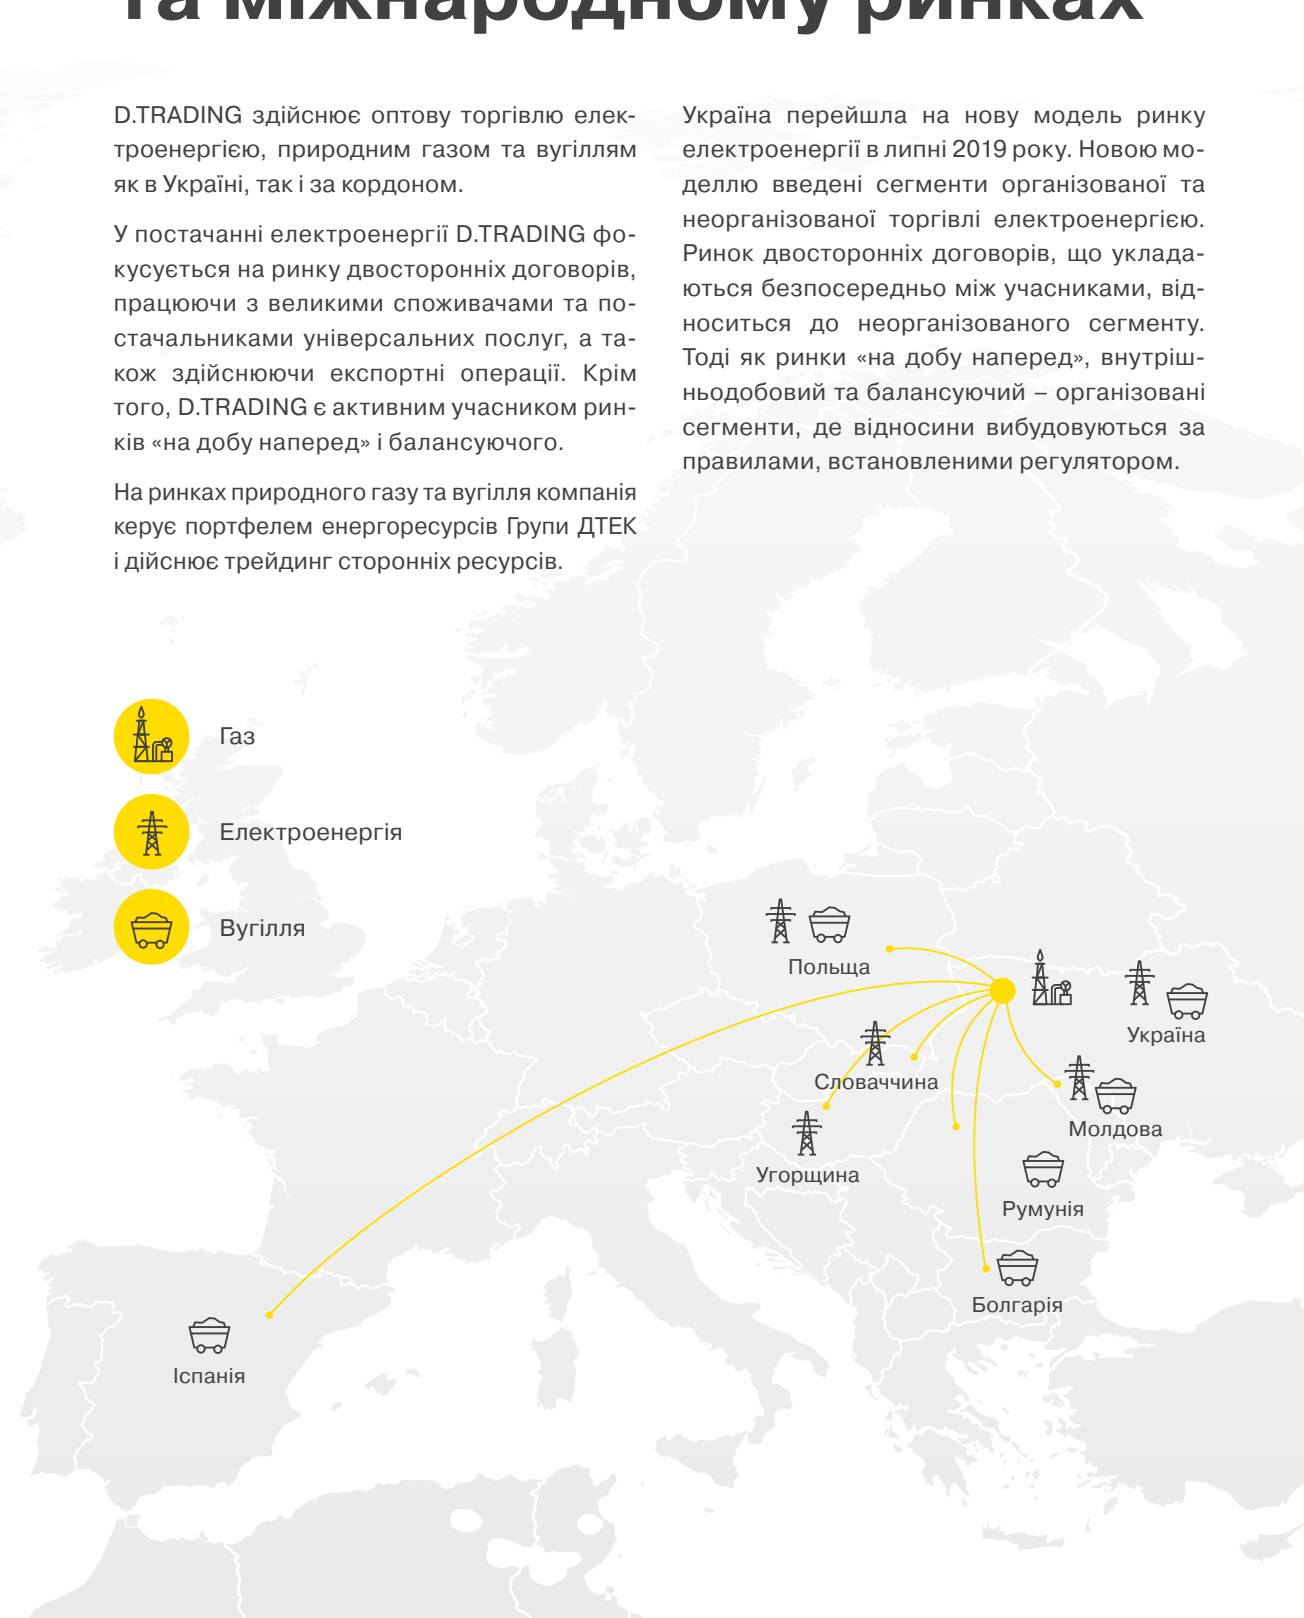 та міжнародному ринках
D.TRADING здійснює оптову торгівлю елек-
троенергією, природним газом та вугіллям
як в Україні, так і за кордоном.
У постачанні електроенергії D.TRADING фо-
кусується на ринку двосторонніх договорів,
працюючи з великими споживачами та по-
стачальниками універсальних послуг, а та-
кож здійснюючи експортні операції. Крім
того, D.TRADING є активним учасником рин-
ків «на добу наперед» і балансуючого.
На ринках природного газу та вугілля компанія
керує портфелем енергоресурсів Групи ДТЕК
і дійснює трейдинг сторонніх ресурсів.
Україна перейшла на нову модель ринку
електроенергії в липні 2019 року. Новою мо-
деллю введені сегменти організованої та
неорганізованої торгівлі електроенергією.
Ринок двосторонніх договорів, що уклада-
ються безпосередньо між учасниками, від-
носиться до неорганізованого сегменту.
Тоді як ринки «на добу наперед», внутріш-
ньодобовий та балансуючий – організовані
сегменти, де відносини вибудовуються за
правилами, встановленими регулятором.
Газ
Електроенергія
Вугілля
Польща
Україна
Словаччина
Молдова
Угорщина
Румунія
Болгарія
Іспанія